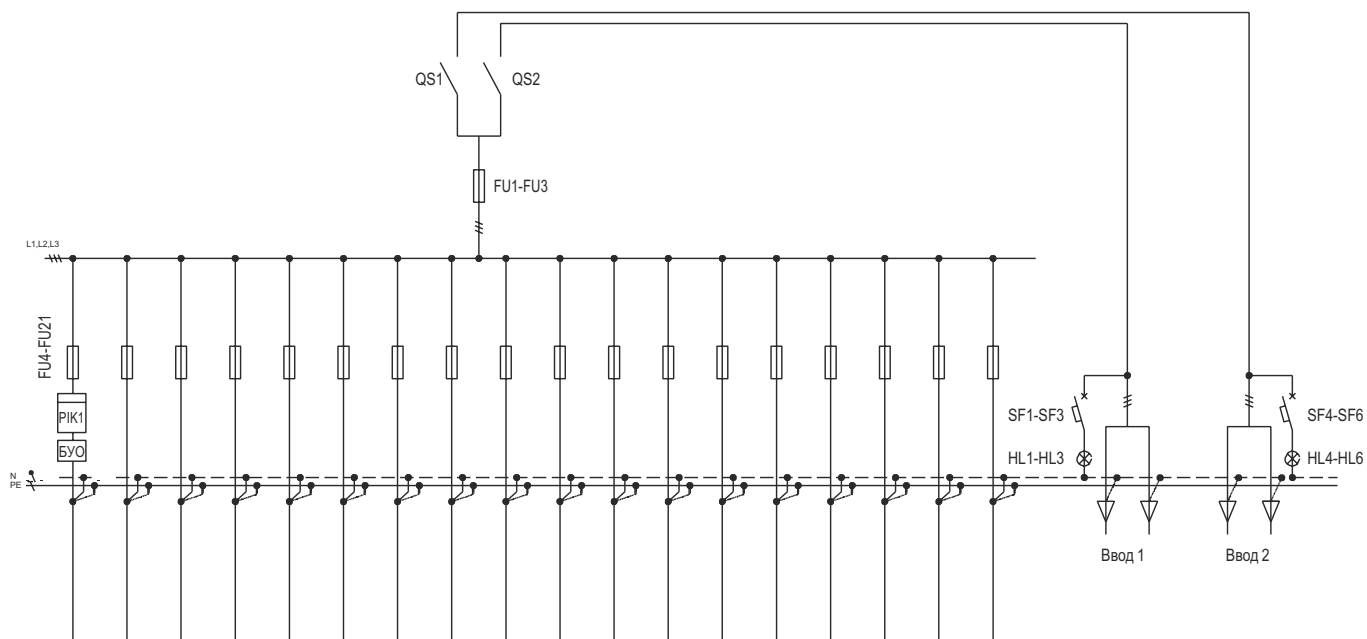 QS1
QS2
FU1-FU3
L1,L2,L3
FU4-FU21
PIK1
БУО
SF1-SF3
SF4-SF6
HL1-HL3
HL4-HL6
N
PE
Ввод 1
Ввод 2